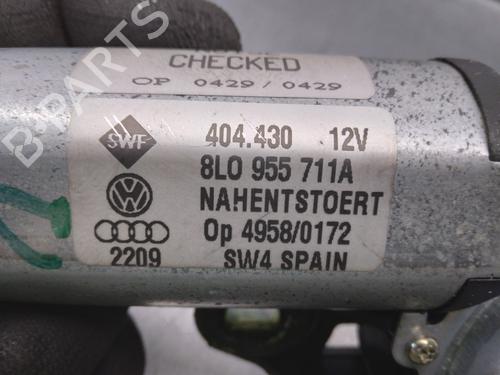 CHECKED
OP 0429 / 0429
SWF 404.430 12V
8L0 955 711A
NAHENTSTOERT
Op 4958/0172
2209 SW4 SPAIN
B-PARTS